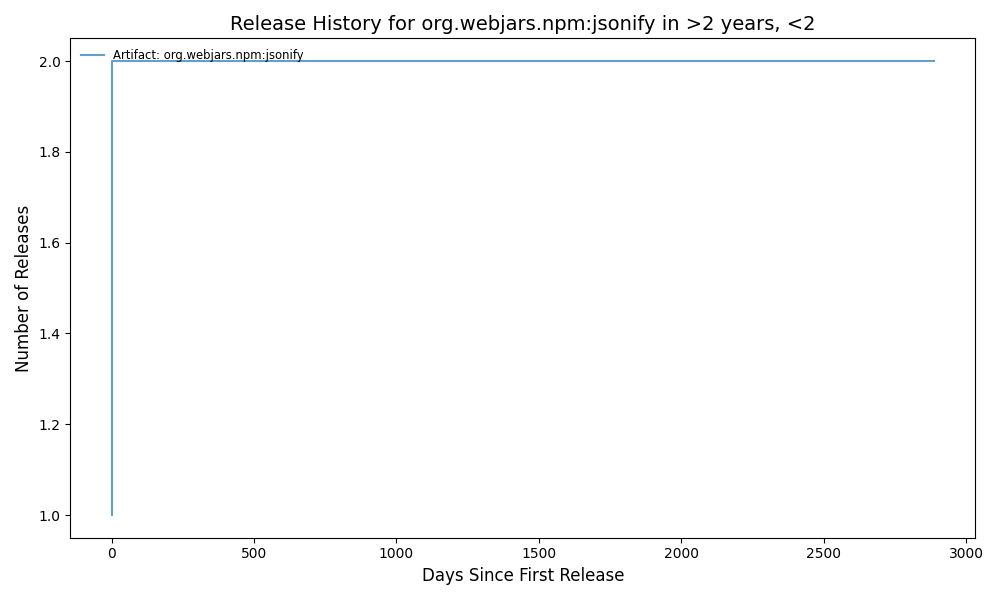 Release History for org.webjars.npm:jsonify in >2 years, <2
Artifact: org.webjars.npm:jsonify
2.0
1.8
1.6
1.4
1.2
1.0
Number of Releases
0 500 1000 1500 2000 2500 3000
Days Since First Release